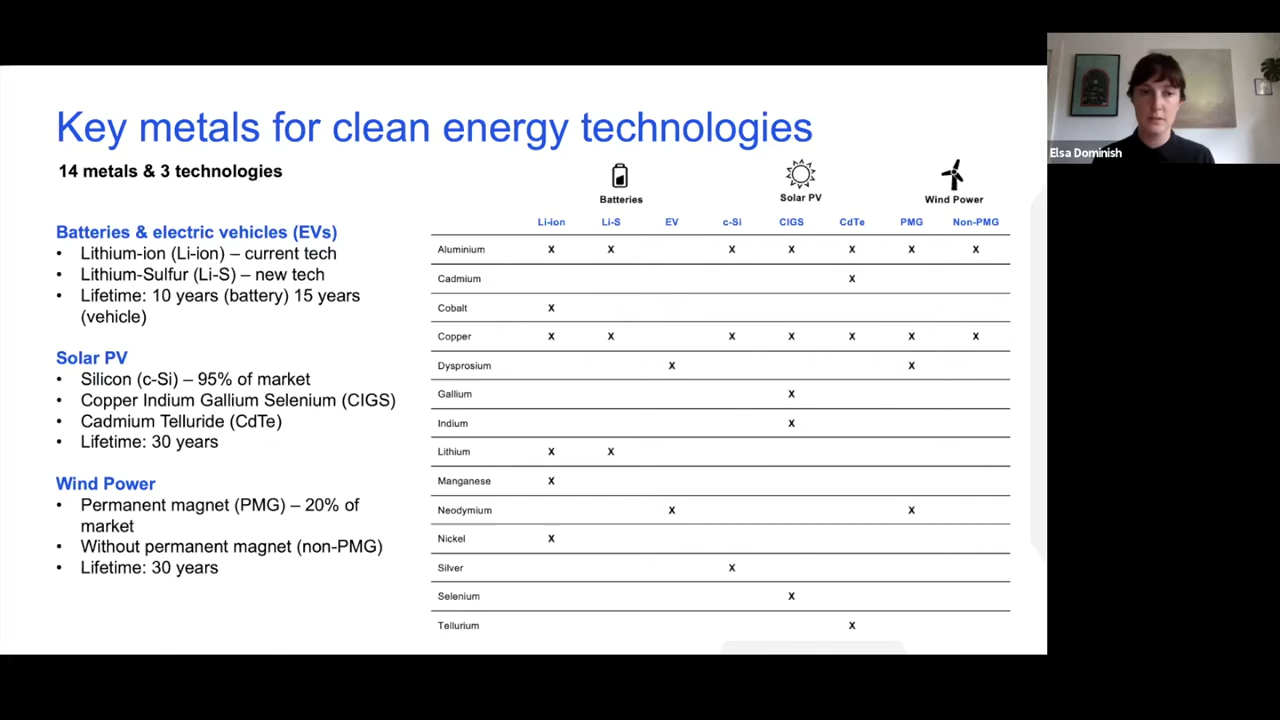 Key metals for clean energy technologies
14 metals & 3 technologies
Batteries & electric vehicles (EVs)
• Lithium-ion (Li-ion) – current tech
• Lithium-Sulfur (Li-S) – new tech
• Lifetime: 10 years (battery) 15 years
(vehicle)
Solar PV
• Silicon (c-Si) – 95% of market
• Copper Indium Gallium Selenium (CIGS)
• Cadmium Telluride (CdTe)
• Lifetime: 30 years
Wind Power
• Permanent magnet (PMG) – 20% of
market
• Without permanent magnet (non-PMG)
• Lifetime: 30 years
Batteries Solar PV Wind Power
Li-ion Li-S EV c-Si CIGS CdTe PMG Non-PMG
Aluminium X X X X X X X
Cadmium X
Cobalt X
Copper X X X X X X X
Dysprosium X X
Gallium X
Indium X
Lithium X X
Manganese X
Neodymium X X
Nickel X
Silver X
Selenium X
Tellurium X
Elsa Dominish